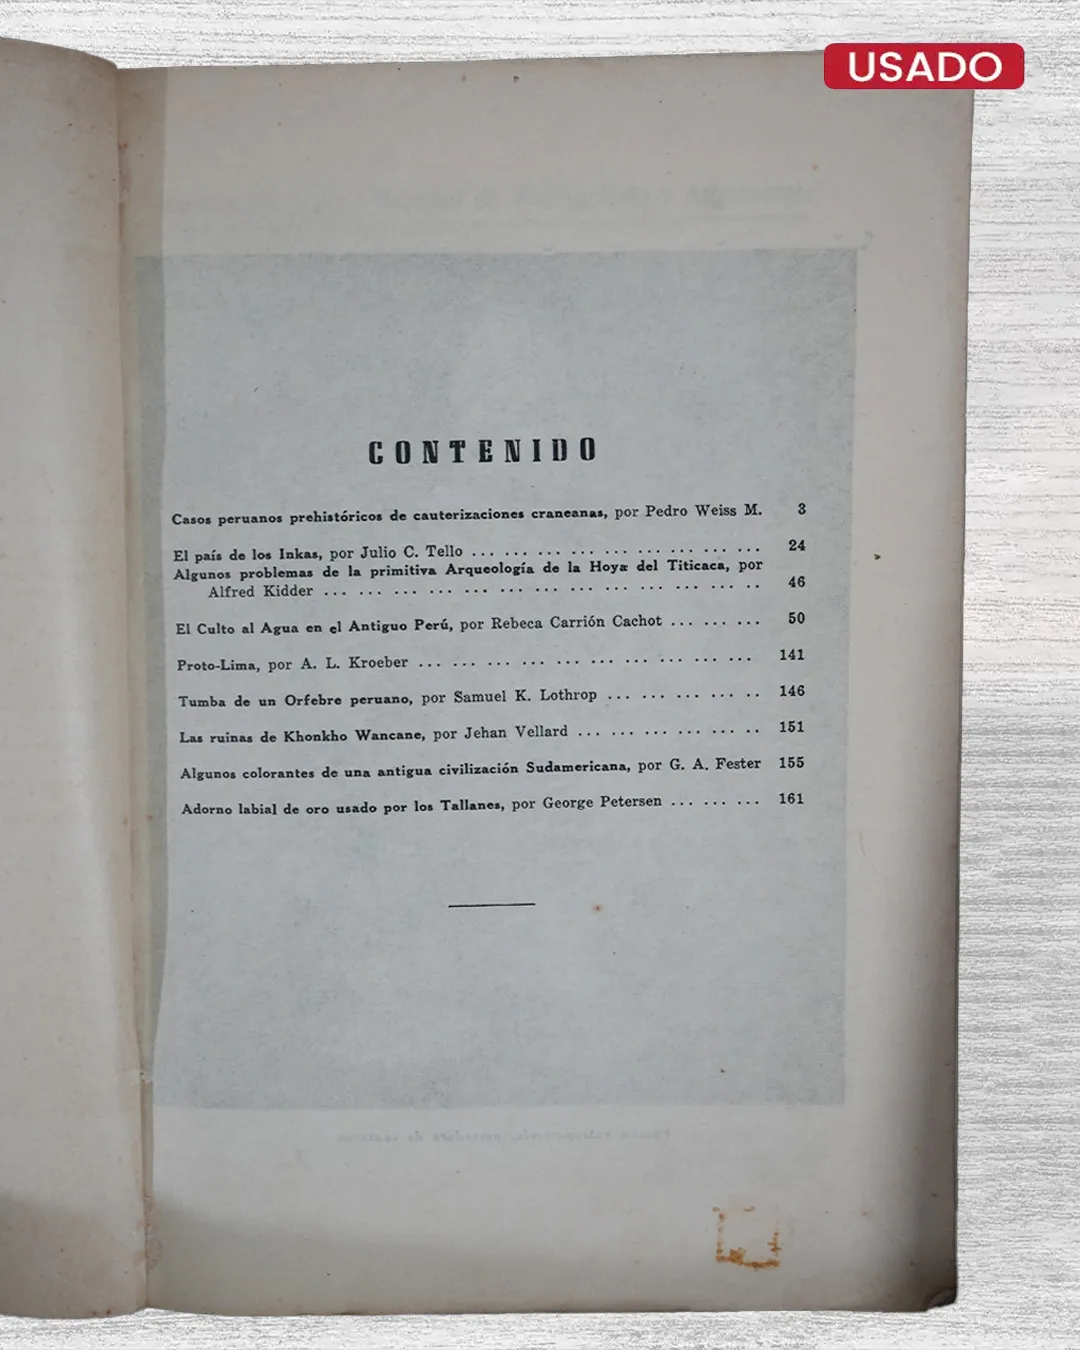 USADO
CONTENIDO
Casos peruanos prehistóricos de cauterizaciones craneanas, por Pedro Weiss M. 3
El país de los Inkas, por Julio C. Tello ... ... ... ... ... ... ... ... ... 24
Algunos problemas de la primitiva Arqueología de la Hoya del Titicaca, por
Alfred Kidder ... ... ... ... ... ... ... ... ... ... ... ... .. 46
El Culto al Agua en el Antiguo Perú, por Rebeca Carrión Cachot ... ... ... 50
Proto-Lima, por A. L. Kroeber ... ... ... ... ... ... ... ... ... ... 141
Tumba de un Orfebre peruano, por Samuel K. Lothrop ... ... ... ... .. 146
Las ruinas de Khonkho Wancane, por Jehan Vellard ... ... ... ... ... .. 151
Algunos colorantes de una antigua civilización Sudamericana, por G. A. Fester 155
Adorno labial de oro usado por los Tallanes, por George Petersen ... ... ... 161